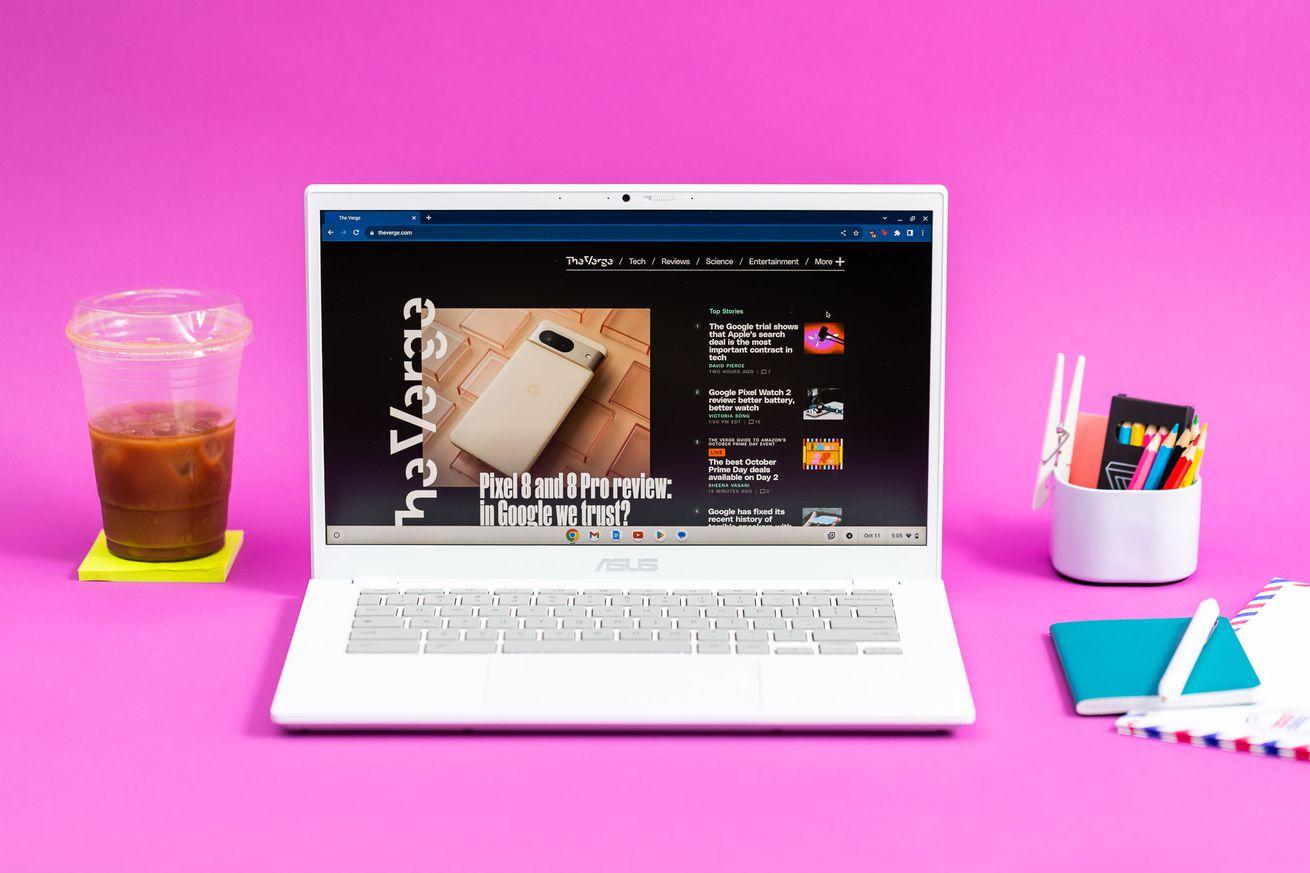 The Verge
theverge.com
The Verge / Tech / Reviews / Science / Entertainment / More +
The Verge
Pixel 8 and 8 Pro review:
in Google we trust?
Top Stories
1
The Google trial shows
that Apple's search
deal is the most
important contract in
tech
DAVID PIERCE
TWO HOURS AGO | 7
2
Google Pixel Watch 2
review: better battery,
better watch
VICTORIA SONG
1:00 PM EDT | 10
3
THE VERGE GUIDE TO AMAZON'S
OCTOBER PRIME DAY EVENT
LIVE
The best October
Prime Day deals
available on Day 2
SHEENA VASANI
14 MINUTES AGO | 0
4
Google has fixed its
recent history of
terrible speakers with
Oct 11 5:05
ASUS